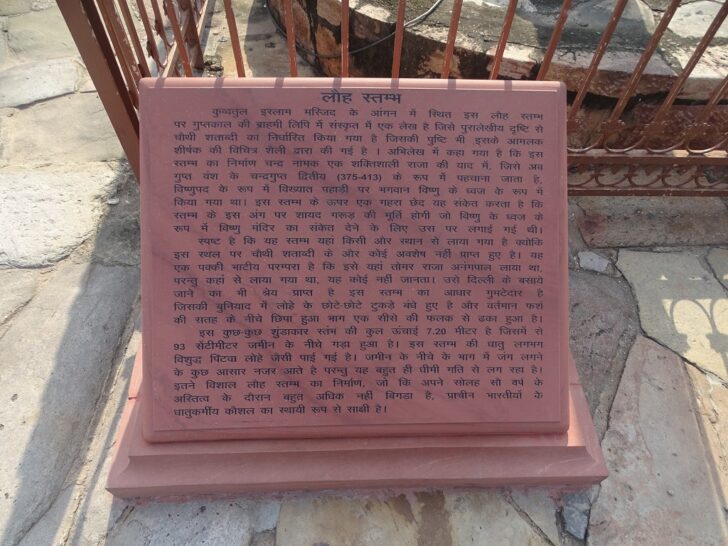 लौह स्तम्भ
कुव्वतुल इस्लाम मस्जिद के आंगन में स्थित इस लौह स्तम्भ
पर गुप्तकाल की ब्राहमी लिपि में संस्कृत में एक लेख है जिसे पुरालेखीय दृष्टि से
चौथी शताब्दी का निर्धारित किया गया है जिसकी पुष्टि भी इसके आमलक
शीर्षक की विचित्र शैली द्वारा की गई है । अभिलेख में कहा गया है कि इस
स्तम्भ का निर्माण चन्द नामक एक शक्तिशाली राजा की याद में, जिसे अब
गुप्त वंश के चन्द्रगुप्त द्वितीय (375-413) के रूप में पहचाना जाता है,
विष्णुपद के रूप में विख्यात पहाड़ी पर भगवान विष्णु के ध्वज के रूप में
किया गया था। इस स्तम्भ के ऊपर एक गहरा छेद यह संकेत करता है कि
स्तम्भ के इस अंग पर शायद गरूड़ की मूर्ति होगी जो विष्णु के ध्वज के
रूप में विष्णु मंदिर का संकेत देने के लिए उस पर लगाई गई थी।
स्पष्ट है कि यह स्तम्भ यहां किसी और स्थान से लाया गया है क्योंकि
इस स्थल पर चौथी शताब्दी के और कोई अवशेष नहीं प्राप्त हुए है। यह
एक पक्की भाटीय परम्परा है कि इसे यहां तोमर राजा अनंगपाल लाया था,
परन्तु कहां से लाया गया था, यह कोई नहीं जानता। उसे दिल्ली के बसाये
जाने का भी श्रेय प्राप्त है इस स्तम्भ का आधार गुमटेदार है
जिसकी बुनियाद में लोहे के छोटे-छोटे टुकडे बंधे हुए है और वर्तमान फर्श
की सतह के नीचे छिपा हुआ भाग एक सीसे की फलक से ढका हुआ है।
इस कुछ-कुछ शुंडाकार स्तंभ की कुल ऊंचाई 7.20 मीटर है जिसमें से
93 सेंटीमीटर जमीन के नीचे गड़ा हुआ है। इस स्तम्भ की धातु लगभग
विशुद्ध पिटवा लोहे जैसी पाई गई है। जमीन के नीचे के भाग में जंग लगने
के कुछ आसार नजर आते है परन्तु यह बहुत ही धीमी गति से लग रहा है।
इतने विशाल लौह स्तम्भ का निर्माण, जो कि अपने सोलह सौ वर्ष के
अस्तित्व के दौरान बहुत अधिक नहीं बिगडा है, प्राचीन भारतीयों के
धातुकर्मीय कौशल का स्थायी रूप से साक्षी है।